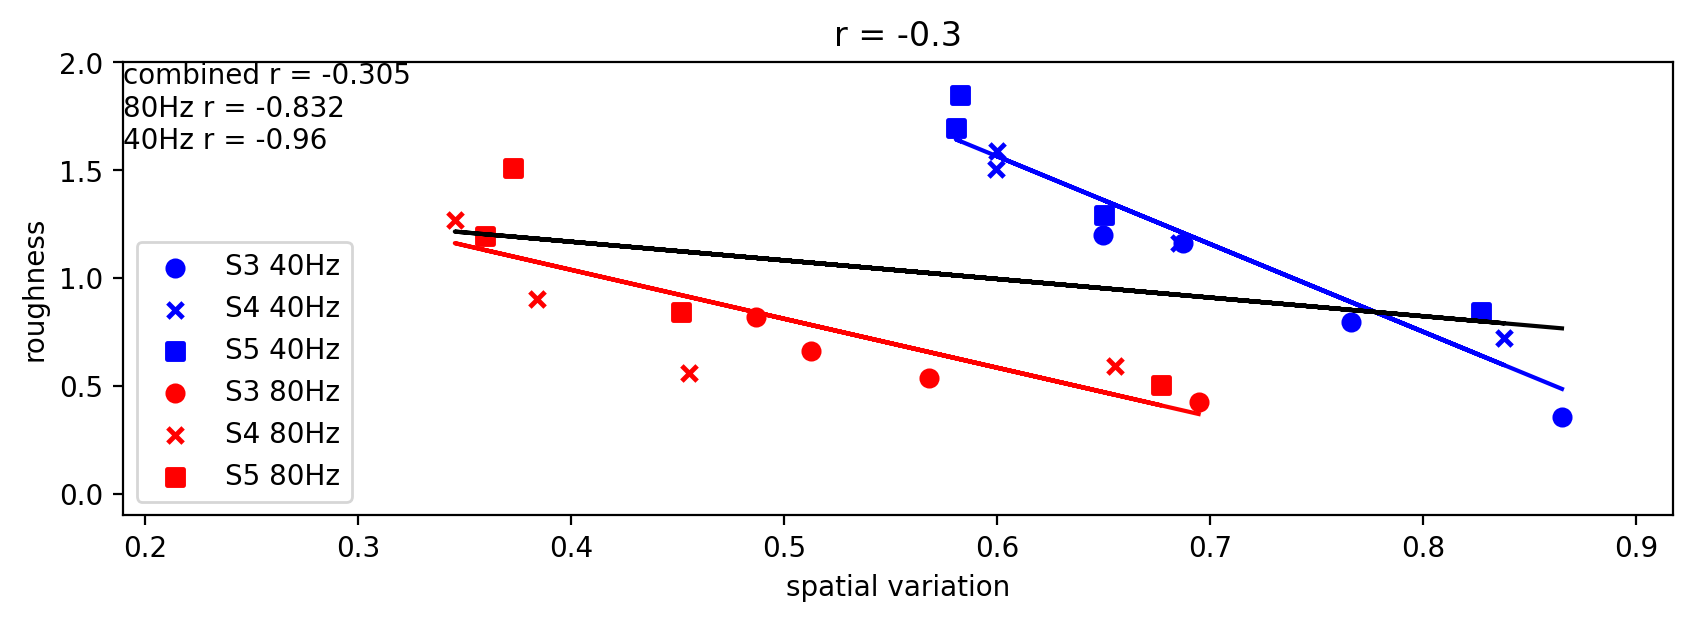 r = -0.3
combined r = -0.305
80Hz r = -0.832
40Hz r = -0.96
2.0
1.5
1.0
0.5
0.0
roughness
S3 40Hz
S4 40Hz
S5 40Hz
S3 80Hz
S4 80Hz
S5 80Hz
0.2 0.3 0.4 0.5 0.6 0.7 0.8 0.9
spatial variation